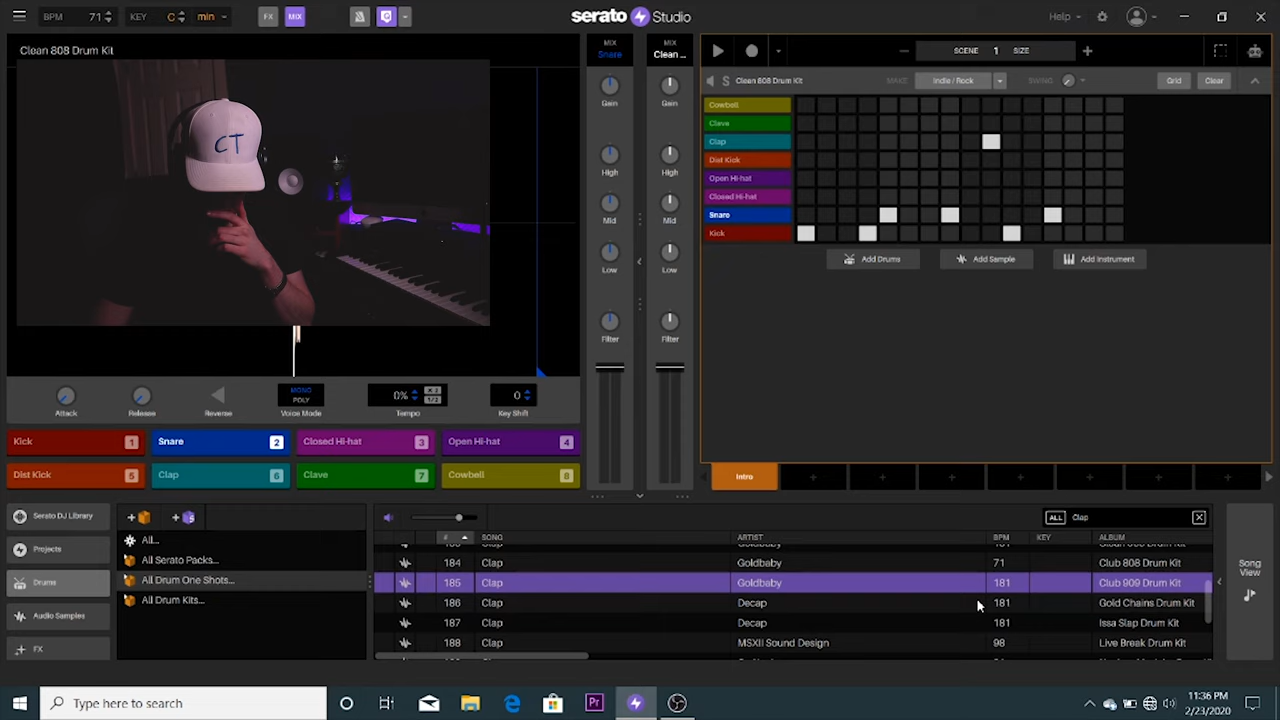 BPM 71 KEY C min FX MIX serato Studio Help
Clean 808 Drum Kit
CT
MIX MIX
Snare Clean ...
Gain Gain
High High
Mid Mid
Low Low
Filter Filter
SCENE 1 SIZE
S Clean 808 Drum Kit MAKE Indie / Rock SWING Grid Clear
Cowbell
Clave
Clap
Dist Kick
Open Hi-hat
Closed Hi-hat
Snare
Kick
Add Drums Add Sample Add Instrument
MONO
POLY
0% x 2
1/2
0
Attack Release Reverse Voice Mode Tempo Key Shift
Kick 1 Snare 2 Closed Hi-hat 3 Open Hi-hat 4
Dist Kick 5 Clap 6 Clave 7 Cowbell 8
Intro
Serato DJ Library
Projects
Drums
Audio Samples
FX
All...
All Serato Packs...
All Drum One Shots...
All Drum Kits...
ALL Clap
# SONG ARTIST BPM KEY ALBUM
184 Clap Goldbaby 71 Club 808 Drum Kit
185 Clap Goldbaby 181 Club 909 Drum Kit
186 Clap Decap 181 Gold Chains Drum Kit
187 Clap Decap 181 Issa Slap Drum Kit
188 Clap MSXII Sound Design 98 Live Break Drum Kit
Song
View
Type here to search
Pr
11:36 PM
2/23/2020